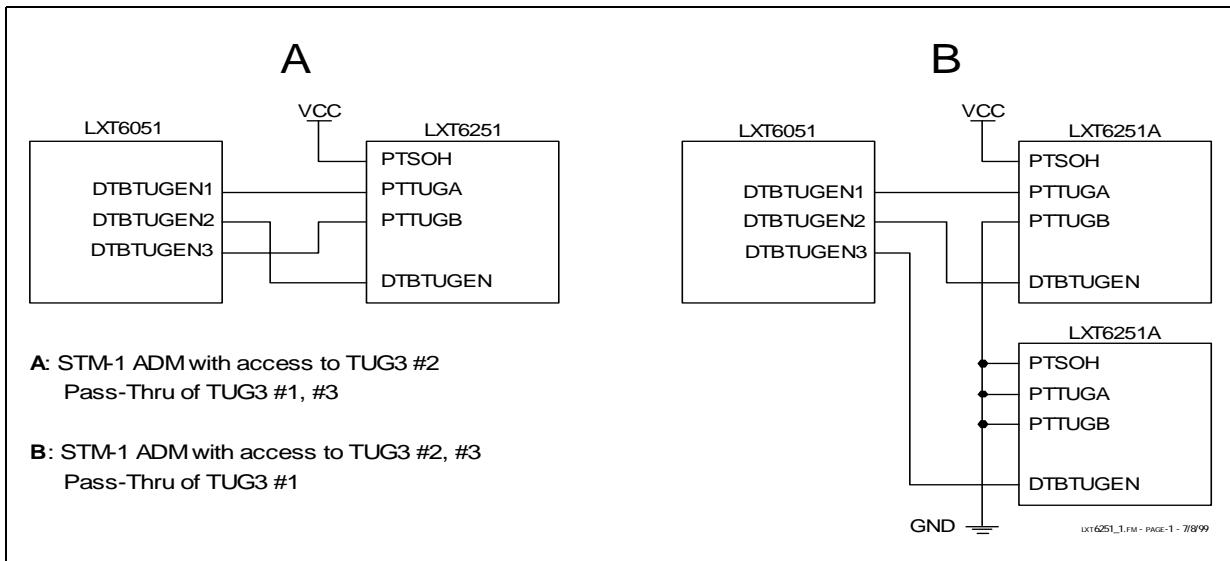 A
VCC
LXT6051
LXT6251
PTSOH
DTBTUGEN1
PTTUGA
DTBTUGEN2
PTTUGB
DTBTUGEN3
DTBTUGEN
A: STM-1 ADM with access to TUG3 #2
Pass-Thru of TUG3 #1, #3
B: STM-1 ADM with access to TUG3 #2, #3
Pass-Thru of TUG3 #1
B
VCC
LXT6051
LXT6251A
PTSOH
DTBTUGEN1
PTTUGA
DTBTUGEN2
PTTUGB
DTBTUGEN3
DTBTUGEN
LXT6251A
PTSOH
PTTUGA
PTTUGB
DTBTUGEN
GND
LXT6251_1.FM - PAGE-1 - 7/8/99